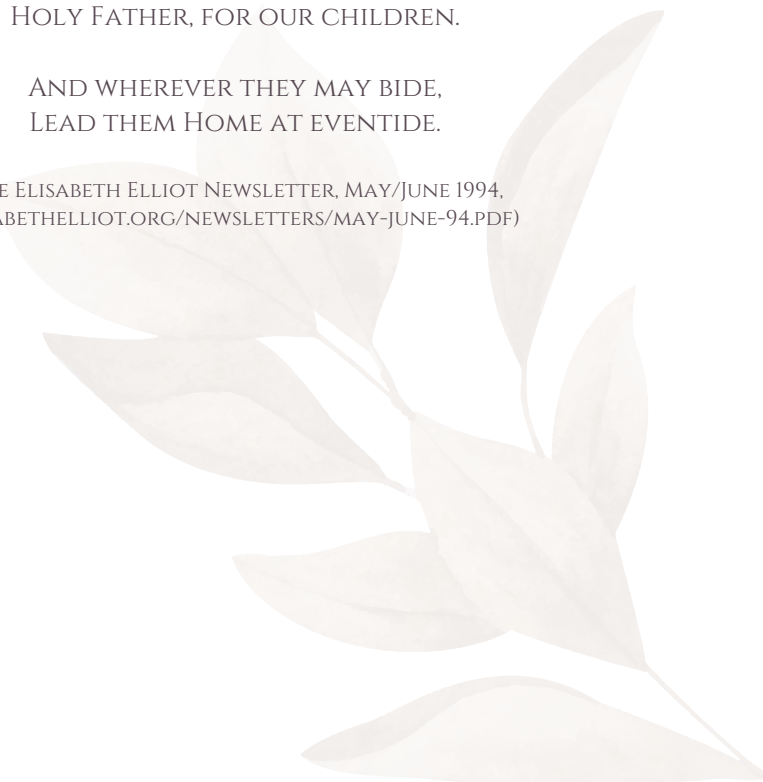 Holy Father, for our children.
And wherever they may bide,
Lead them Home at eventide.
e Elisabeth Elliot Newsletter, May/June 1994,
abethelliot.org/newsletters/may-june-94.pdf)